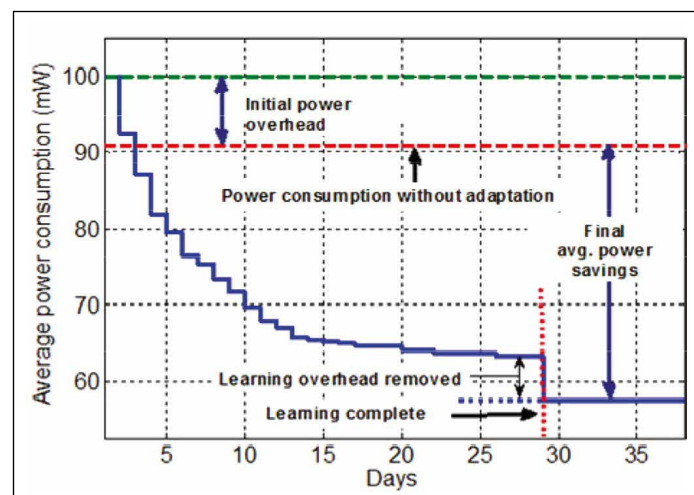 100
90
80
70
60
Average power consumption (mW)
Initial power
overhead
Power consumption without adaptation
Final
avg. power
savings
Learning overhead removed
Learning complete
5
10
15
20
25
30
35
Days